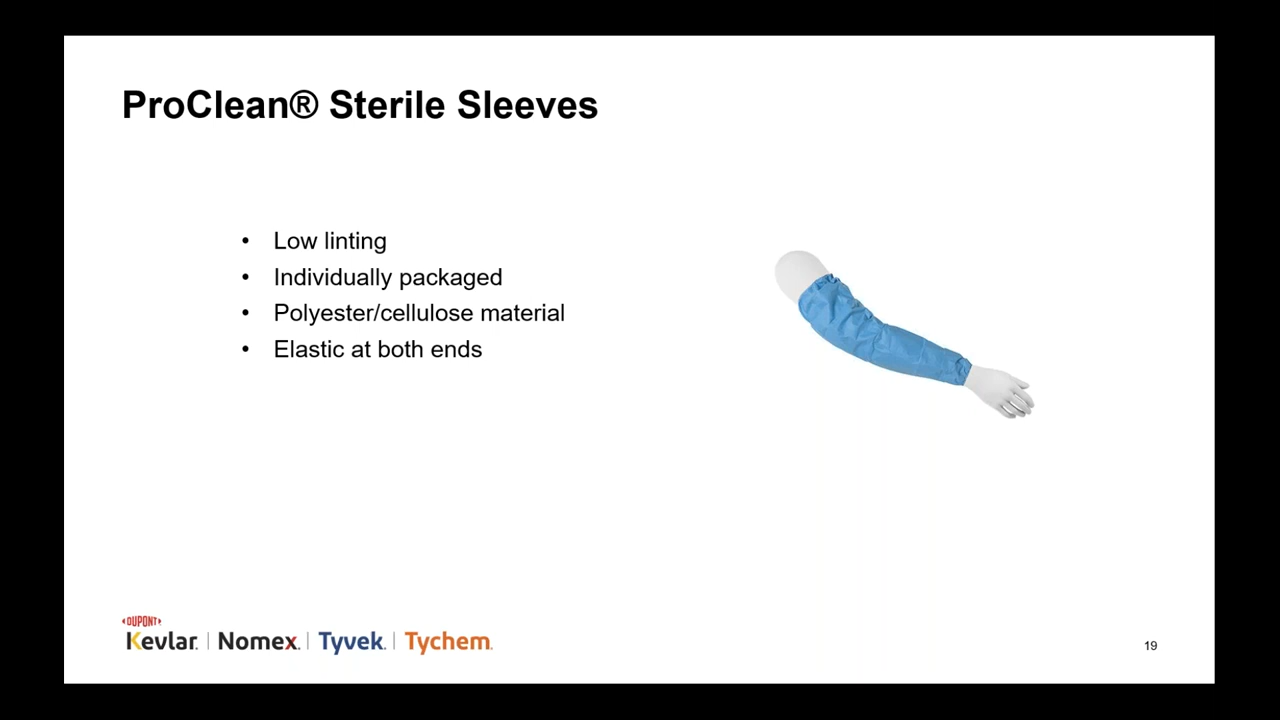 ProClean® Sterile Sleeves
• Low linting
• Individually packaged
• Polyester/cellulose material
• Elastic at both ends
DUPONT
Kevlar. | Nomex. | Tyvek. | Tychem.
19